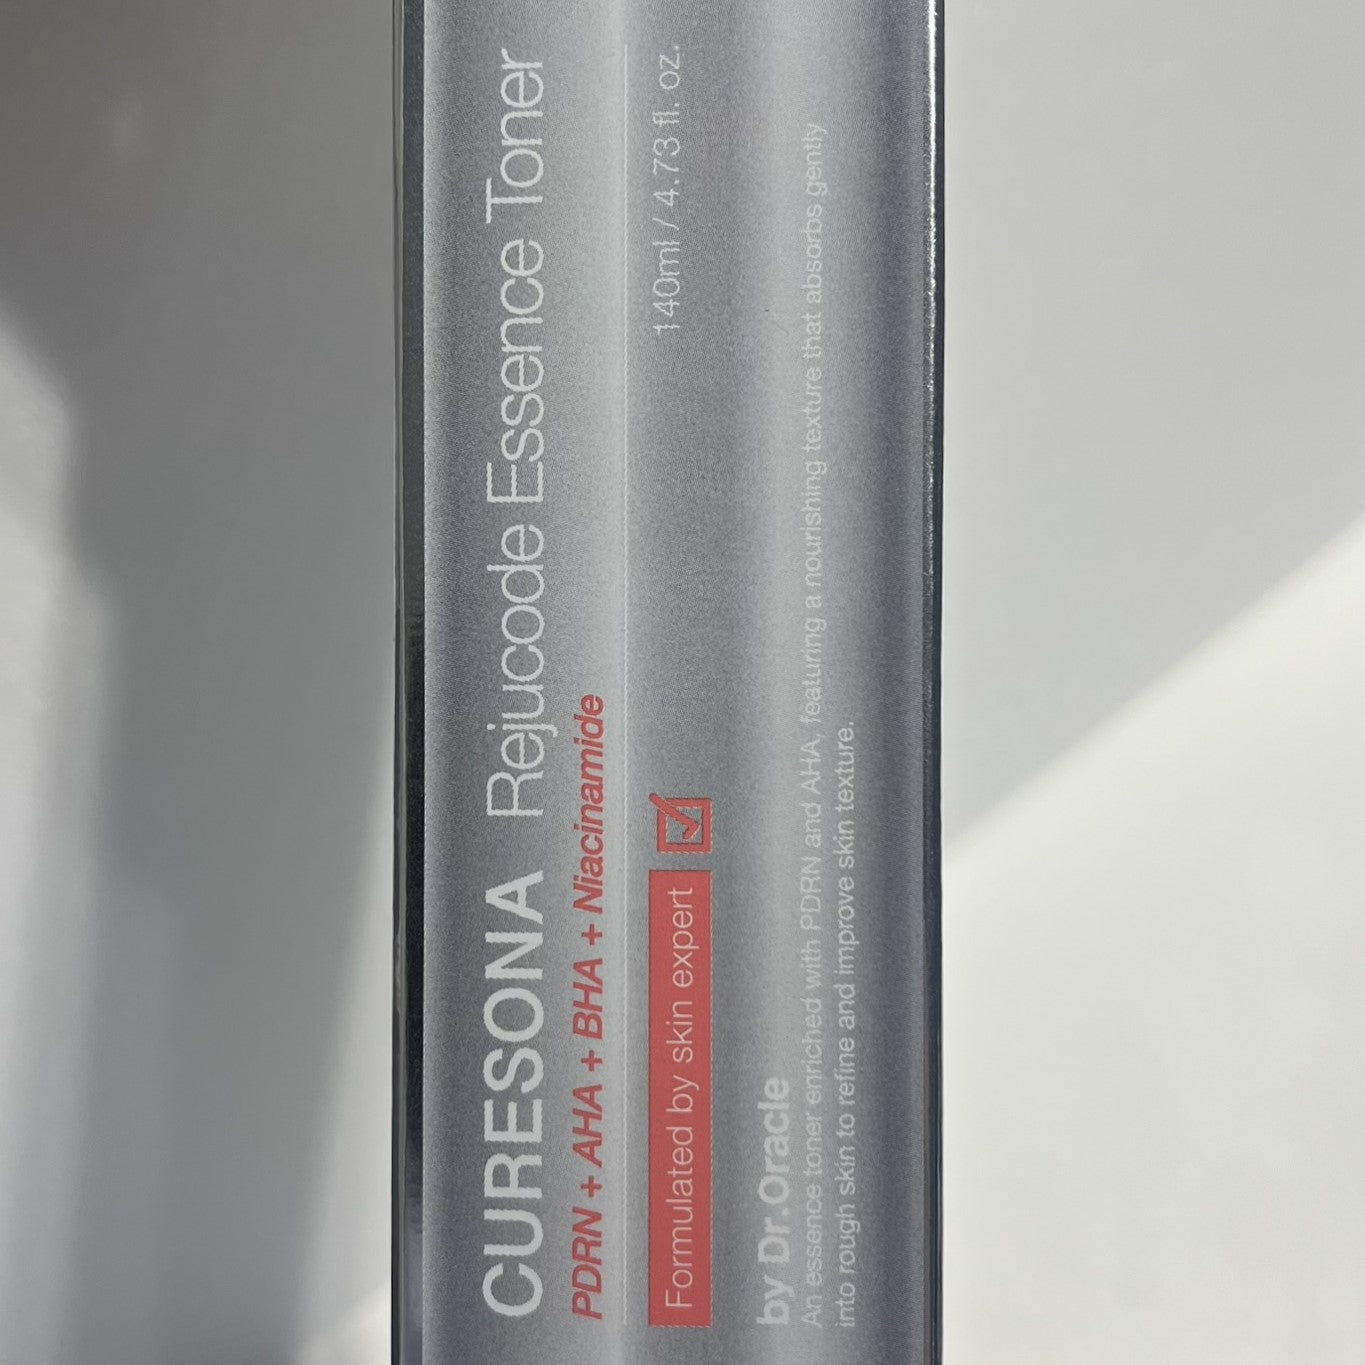 CURESONA Rejucode Essence Toner
PDRN + AHA + BHA + Niacinamide
140ml / 4.73 fl. oz.
Formulated by skin expert
by Dr.Oracle
An essence toner enriched with PDRN and AHA, featuring a nourishing texture that absorbs gently
into rough skin to refine and improve skin texture.